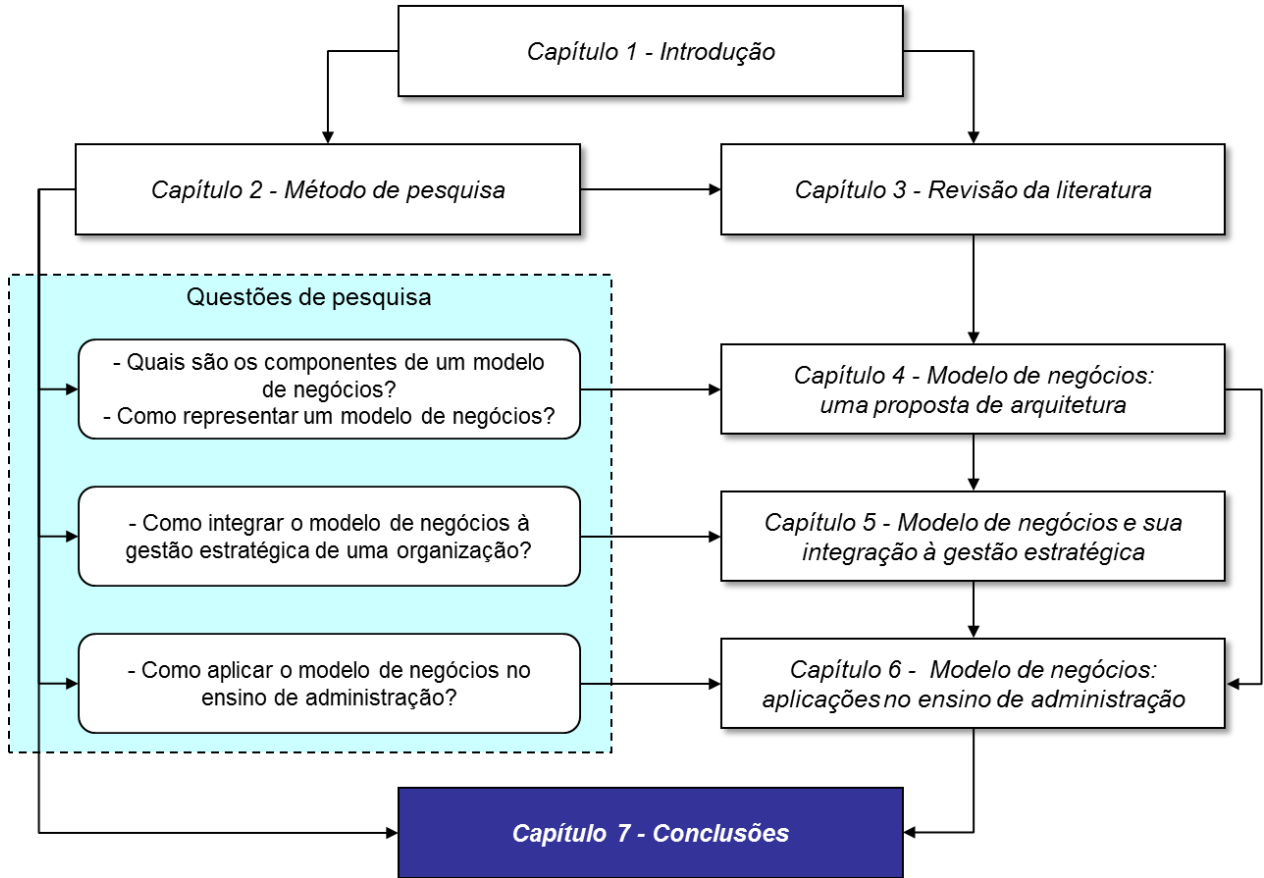 Capítulo 1 - Introdução
Capítulo 2 - Método de pesquisa
Capítulo 3 - Revisão da literatura
Questões de pesquisa
- Quais são os componentes de um modelo
de negócios?
- Como representar um modelo de negócios?
Capítulo 4 - Modelo de negócios:
uma proposta de arquitetura
- Como integrar o modelo de negócios à
gestão estratégica de uma organização?
Capítulo 5 - Modelo de negócios e sua
integração à gestão estratégica
- Como aplicar o modelo de negócios no
ensino de administração?
Capítulo 6 - Modelo de negócios:
aplicações no ensino de administração
Capítulo 7 - Conclusões